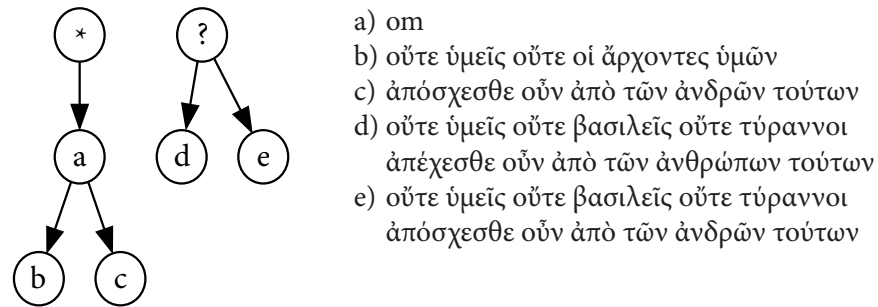 *
?
a
d
e
b
c
a) om
b) οὔτε ὑμεῖς οὔτε οἱ ἄρχοντες ὑμῶν
c) ἀπόσχεσθε οὖν ἀπὸ τῶν ἀνδρῶν τούτων
d) οὔτε ὑμεῖς οὔτε βασιλεῖς οὔτε τύραννοι
ἀπέχεσθε οὖν ἀπὸ τῶν ἀνθρώπων τούτων
e) οὔτε ὑμεῖς οὔτε βασιλεῖς οὔτε τύραννοι
ἀπόσχεσθε οὖν ἀπὸ τῶν ἀνδρῶν τούτων